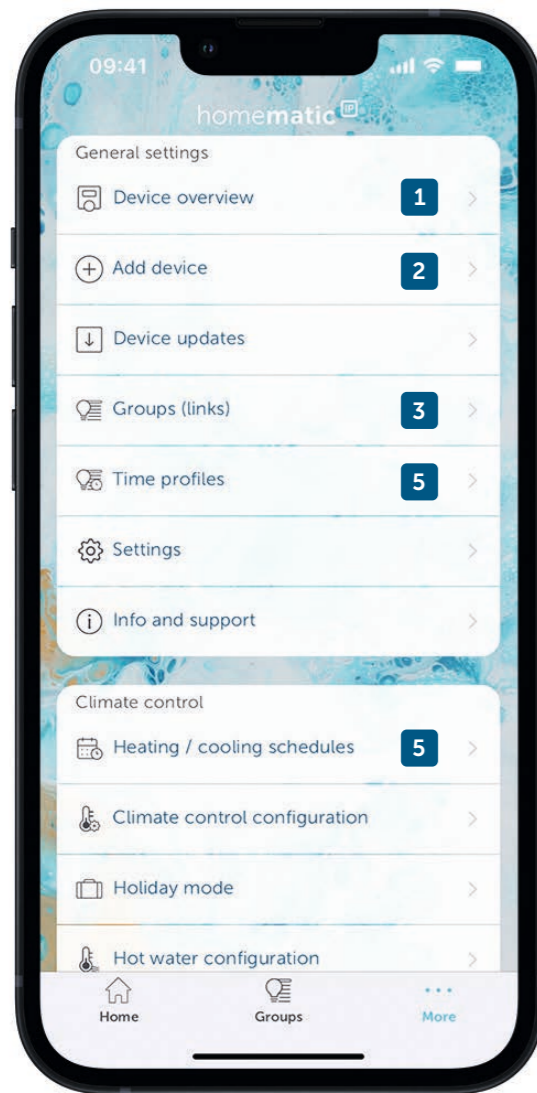 09:41
homematic IP
General settings
Device overview 1
Add device 2
Device updates
Groups (links) 3
Time profiles 5
Settings
Info and support
Climate control
Heating / cooling schedules 5
Climate control configuration
Holiday mode
Hot water configuration
Home Groups More